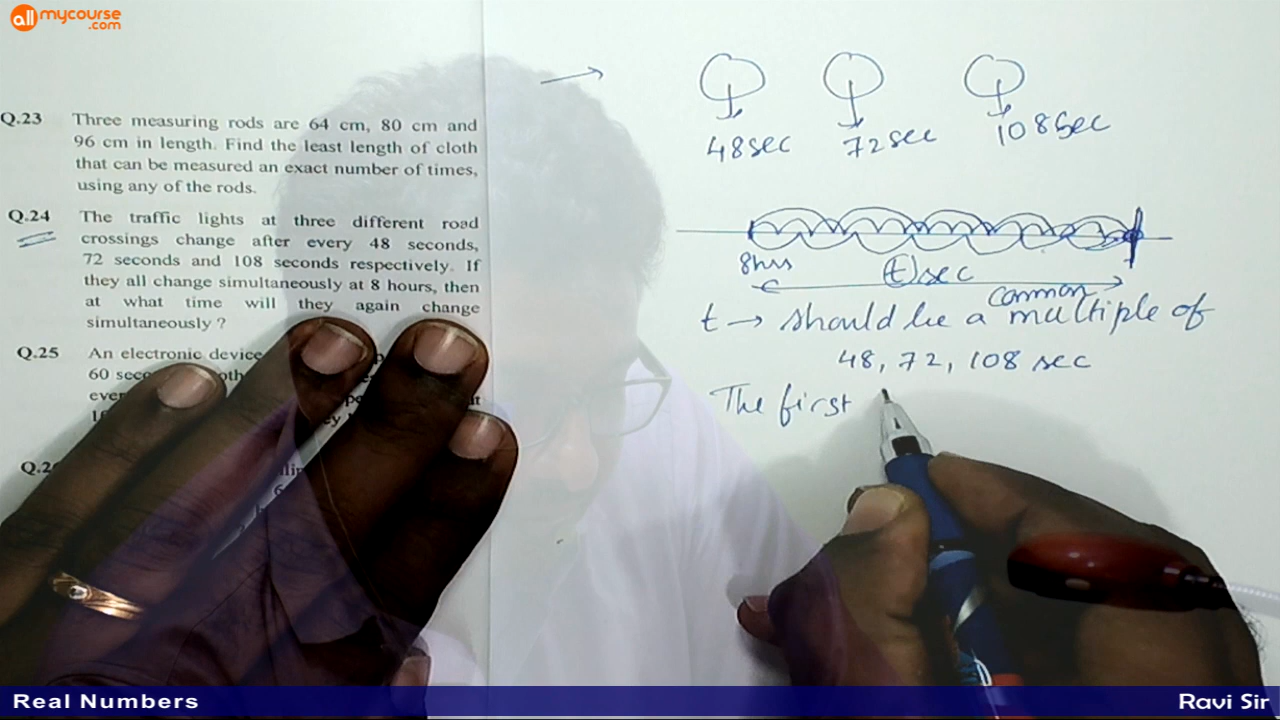 allmycourse
.com
Q.23 Three measuring rods are 64 cm, 80 cm and
96 cm in length. Find the least length of cloth
that can be measured an exact number of times,
using any of the rods.
Q.24 The traffic lights at three different road
crossings change after every 48 seconds,
72 seconds and 108 seconds respectively. If
they all change simultaneously at 8 hours, then
at what time will they again change
simultaneously ?
Q.25 An electronic device
60
48sec 72sec 108sec
8hrs t sec
t → should be a common multiple of
48, 72, 108 sec
The first
Real Numbers
Ravi Sir